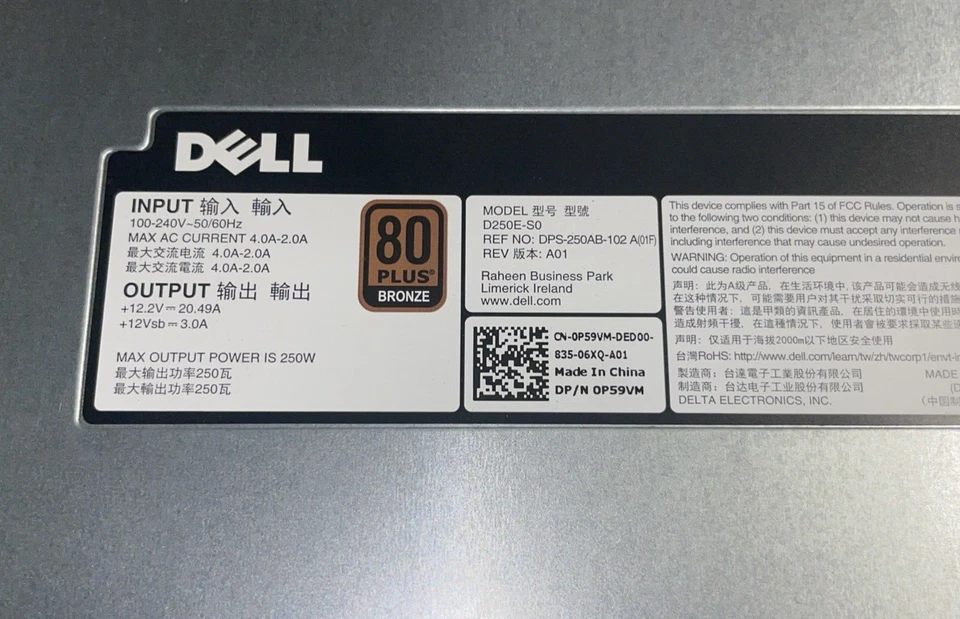 DELL
INPUT 输入 輸入
100-240V~50/60Hz
MAX AC CURRENT 4.0A-2.0A
最大交流电流 4.0A-2.0A
最大交流電流 4.0A-2.0A
OUTPUT 输出 輸出
+12.2V⎓20.49A
+12Vsb⎓3.0A
MAX OUTPUT POWER IS 250W
最大输出功率250瓦
最大輸出功率250瓦
80
PLUS®
BRONZE
MODEL 型号 型號
D250E-S0
REF NO: DPS-250AB-102 A(01F)
REV 版本: A01
Raheen Business Park
Limerick Ireland
www.dell.com
CN-0P59VM-DED00-
835-06XQ-A01
Made In China
DP/N 0P59VM
This device complies with Part 15 of FCC Rules. Operation is
to the following two conditions: (1) this device may not cause
interference, and (2) this device must accept any interference
including interference that may cause undesired operation.
WARNING: Operation of this equipment in a residential
could cause radio interference
声明: 此为A级产品, 在生活环境中, 该产品可能会造成无线
在这种情况下, 可能需要用户对其干扰采取切实可行的措施
警告使用者: 這是甲類的資訊產品, 在居住的環境中使用時
造成射頻干擾, 在這種情況下, 使用者會被要求採取某些
声明: 仅适用于海拔2000m以下地区安全使用
台灣RoHS: http://www.dell.com/learn/tw/zh/twcorp1/envt-
製造商: 台達電子工業股份有限公司
MADE
制造商: 台达电子工业股份有限公司
DELTA ELECTRONICS, INC.
(中国制